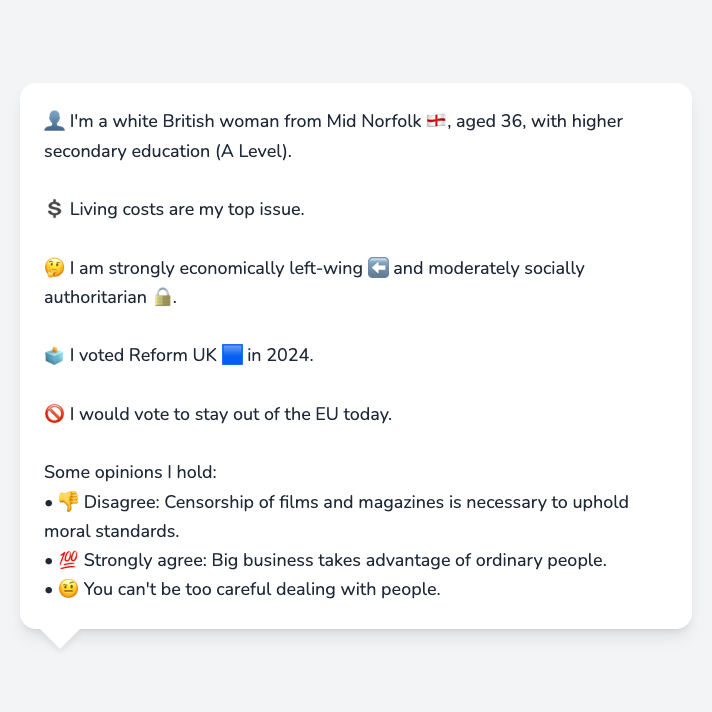 👤 I'm a white British woman from Mid Norfolk 🏴󠁧󠁢󠁥󠁮󠁧󠁿, aged 36, with higher
secondary education (A Level).
💲 Living costs are my top issue.
🤔 I am strongly economically left-wing ⬅️ and moderately socially
authoritarian 🔒.
🗳️ I voted Reform UK 🟦 in 2024.
🚫 I would vote to stay out of the EU today.
Some opinions I hold:
• 👎 Disagree: Censorship of films and magazines is necessary to uphold
moral standards.
• 💯 Strongly agree: Big business takes advantage of ordinary people.
• 🤨 You can't be too careful dealing with people.